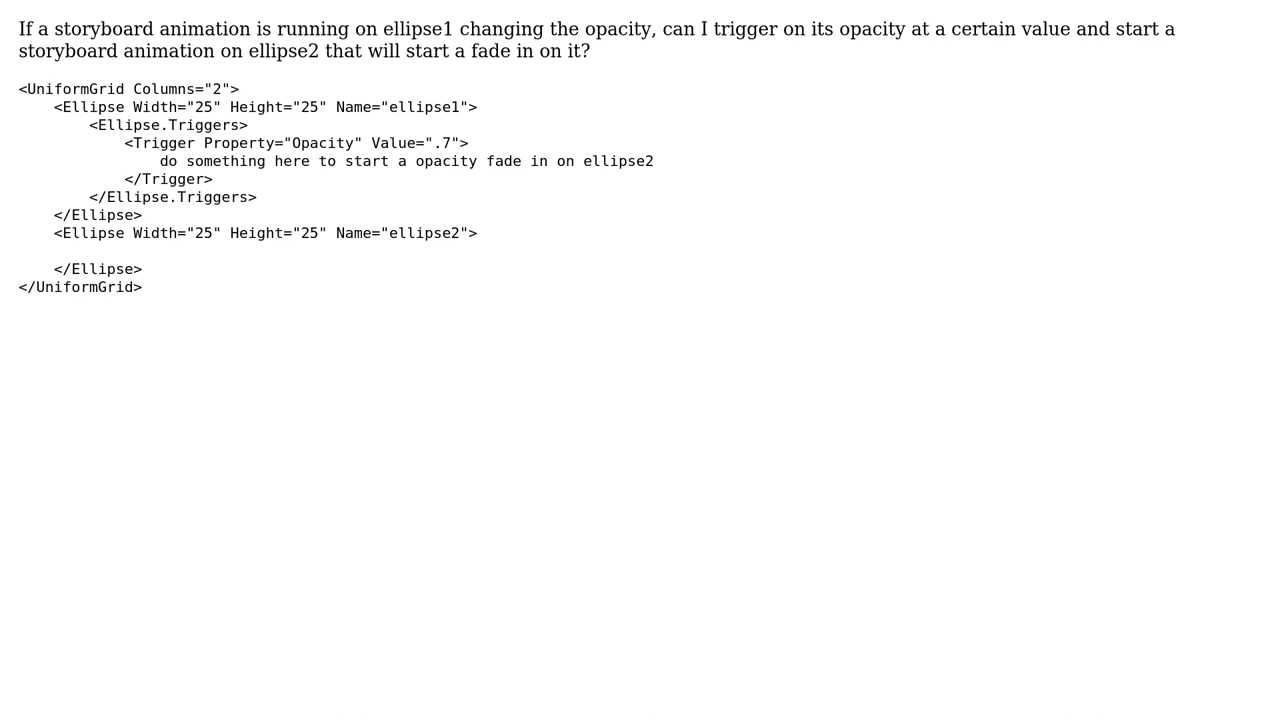 If a storyboard animation is running on ellipse1 changing the opacity, can I trigger on its opacity at a certain value and start a
storyboard animation on ellipse2 that will start a fade in on it?
<UniformGrid Columns="2">
    <Ellipse Width="25" Height="25" Name="ellipse1">
        <Ellipse.Triggers>
            <Trigger Property="Opacity" Value=".7">
                do something here to start a opacity fade in on ellipse2
            </Trigger>
        </Ellipse.Triggers>
    </Ellipse>
    <Ellipse Width="25" Height="25" Name="ellipse2">

    </Ellipse>
</UniformGrid>